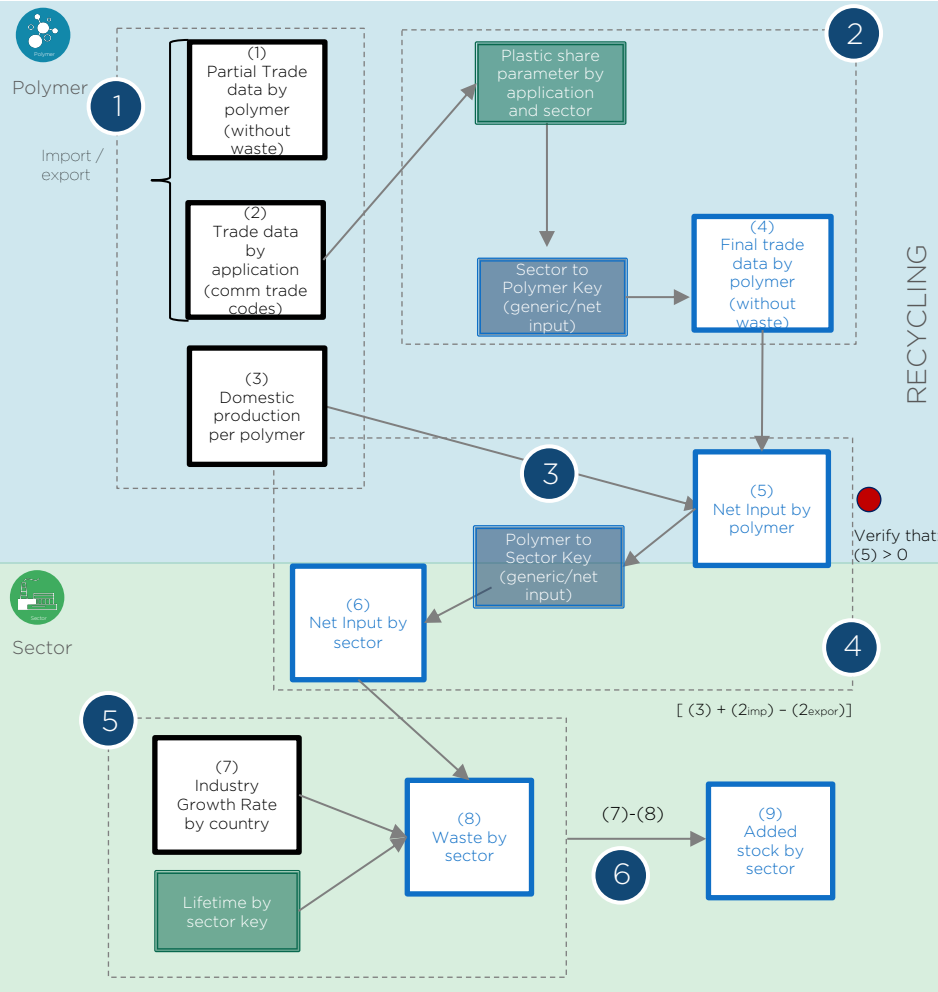 Polymer
Polymer
1
Import /
export
(1)
Partial Trade
data by
polymer
(without
waste)
(2)
Trade data
by
application
(comm trade
codes)
(3)
Domestic
production
per polymer
2
Plastic share
parameter by
application
and sector
Sector to
Polymer Key
(generic/net
input)
(4)
Final trade
data by
polymer
(without
waste)
RECYCLING
3
(5)
Net Input by
polymer
Verify that
(5) > 0
Polymer to
Sector Key
(generic/net
input)
Sector
Sector
(6)
Net Input by
sector
4
[ (3) + (2imp) – (2expor)]
5
(7)
Industry
Growth Rate
by country
Lifetime by
sector key
(8)
Waste by
sector
(7)-(8)
6
(9)
Added
stock by
sector